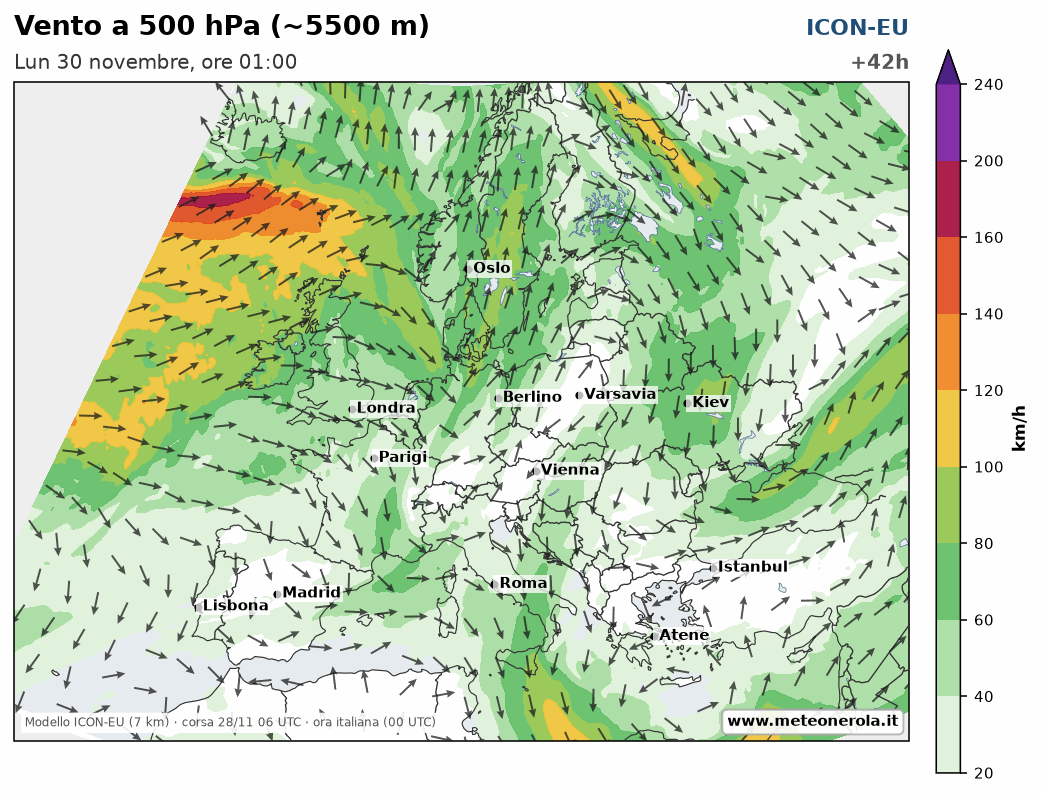 Vento a 500 hPa (~5500 m)
ICON-EU
Lun 30 novembre, ore 01:00
+42h
240
200
160
140
120
100
80
60
40
20
km/h
Oslo
Londra
Berlino
Varsavia
Kiev
Parigi
Vienna
Istanbul
Roma
Madrid
Lisbona
Atene
Modello ICON-EU (7 km) · corsa 28/11 06 UTC · ora italiana (00 UTC)
www.meteonerola.it